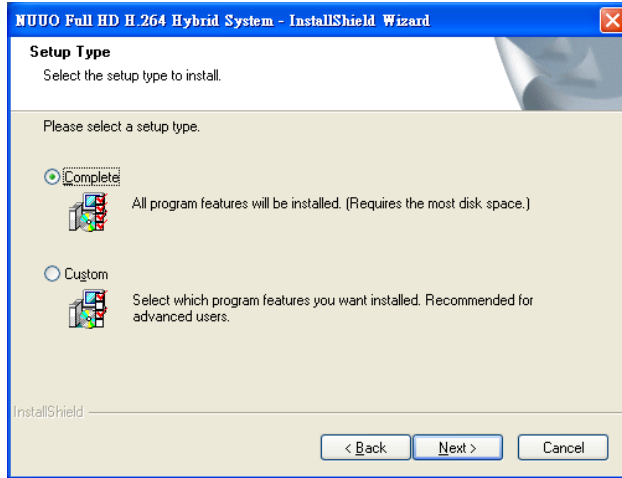 NUUO Full HD H.264 Hybrid System - InstallShield Wizard
Setup Type
Select the setup type to install.
Please select a setup type.
Complete
All program features will be installed. (Requires the most disk space.)
Custom
Select which program features you want installed. Recommended for
advanced users.
InstallShield
< Back
Next >
Cancel